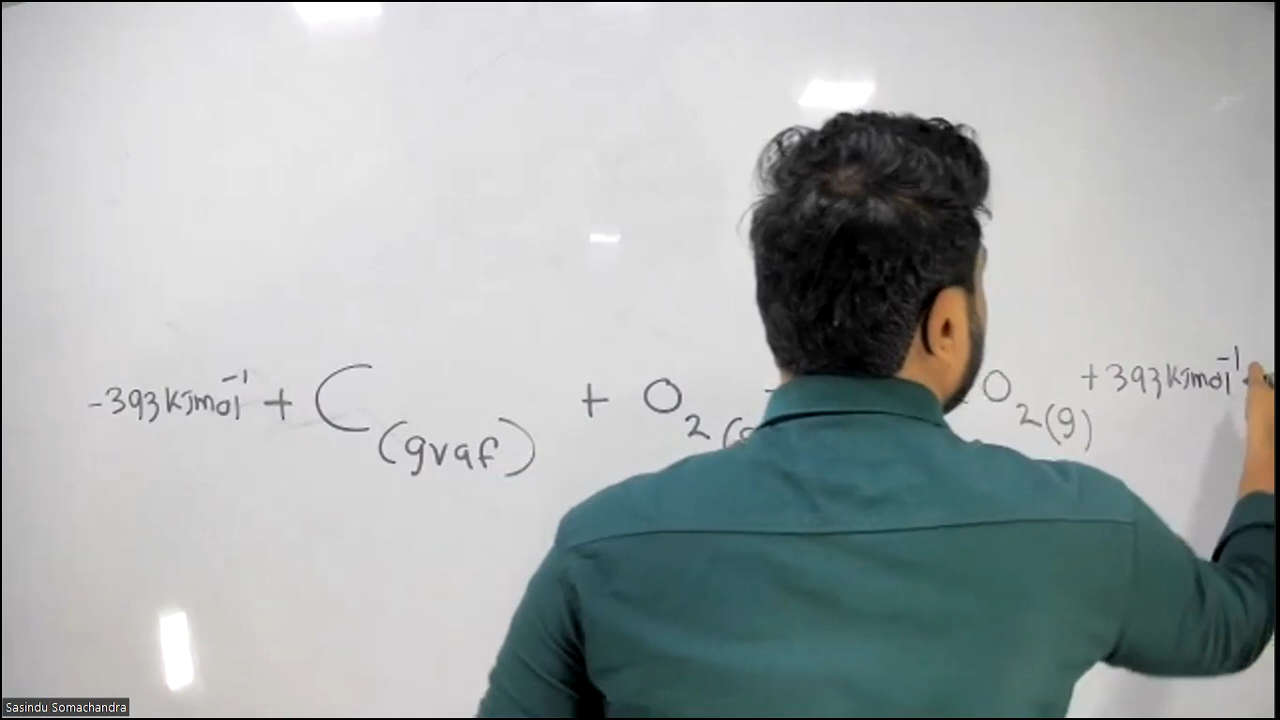 -393 kJmol⁻¹ + C(graf) + O₂(g O₂(g) +393 kJmol⁻¹
Sasindu Somachandra